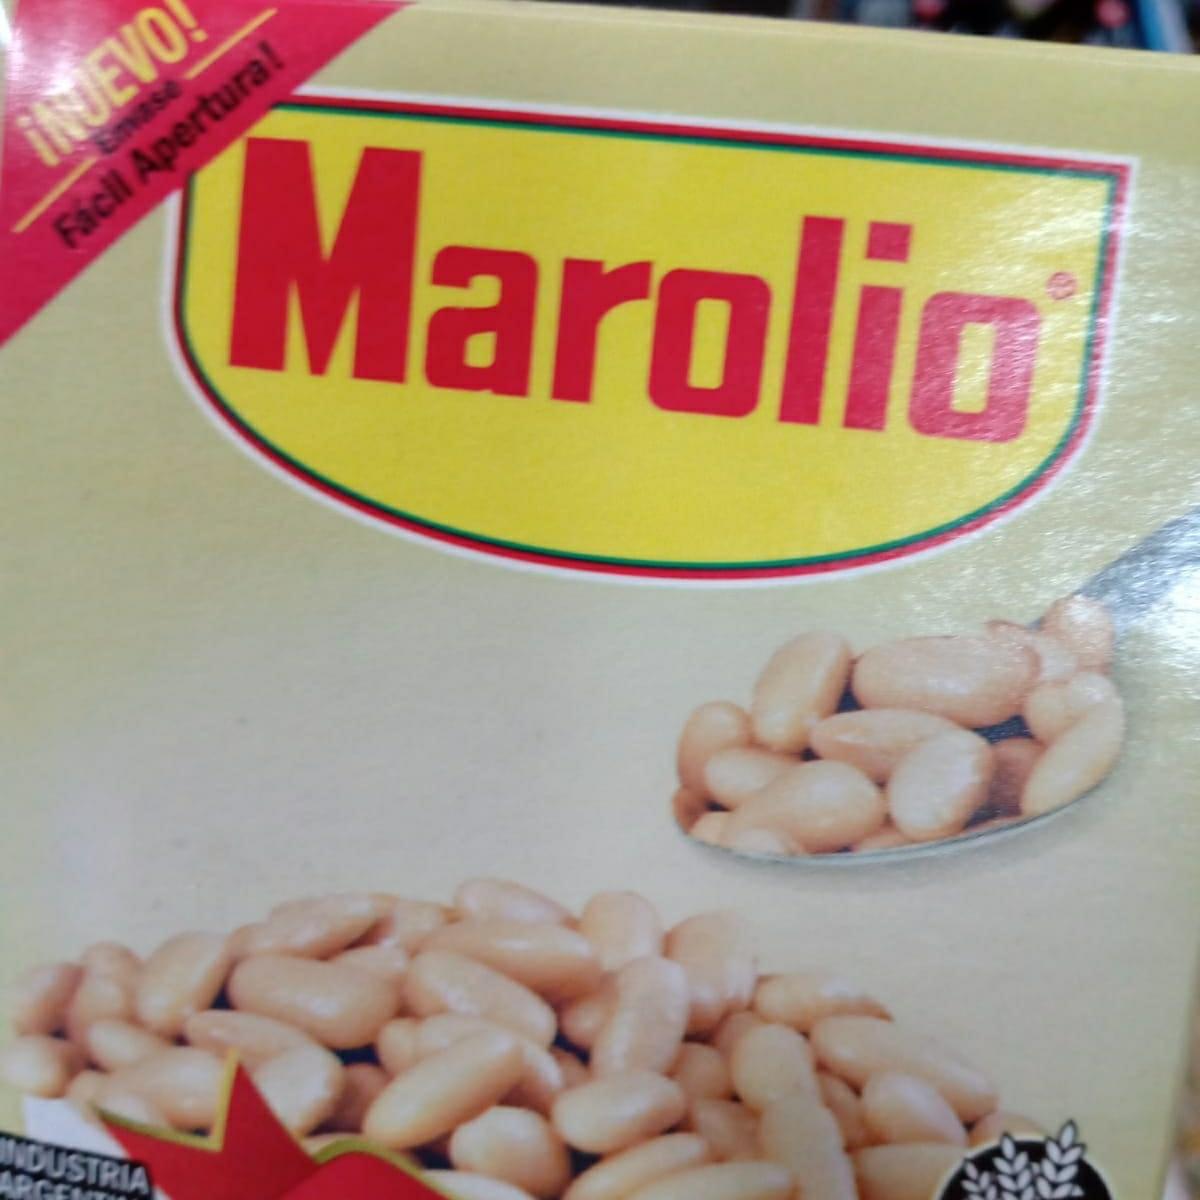 ¡NUEVO!
Envase
Fácil Apertura!
Marolio®
INDUSTRIA